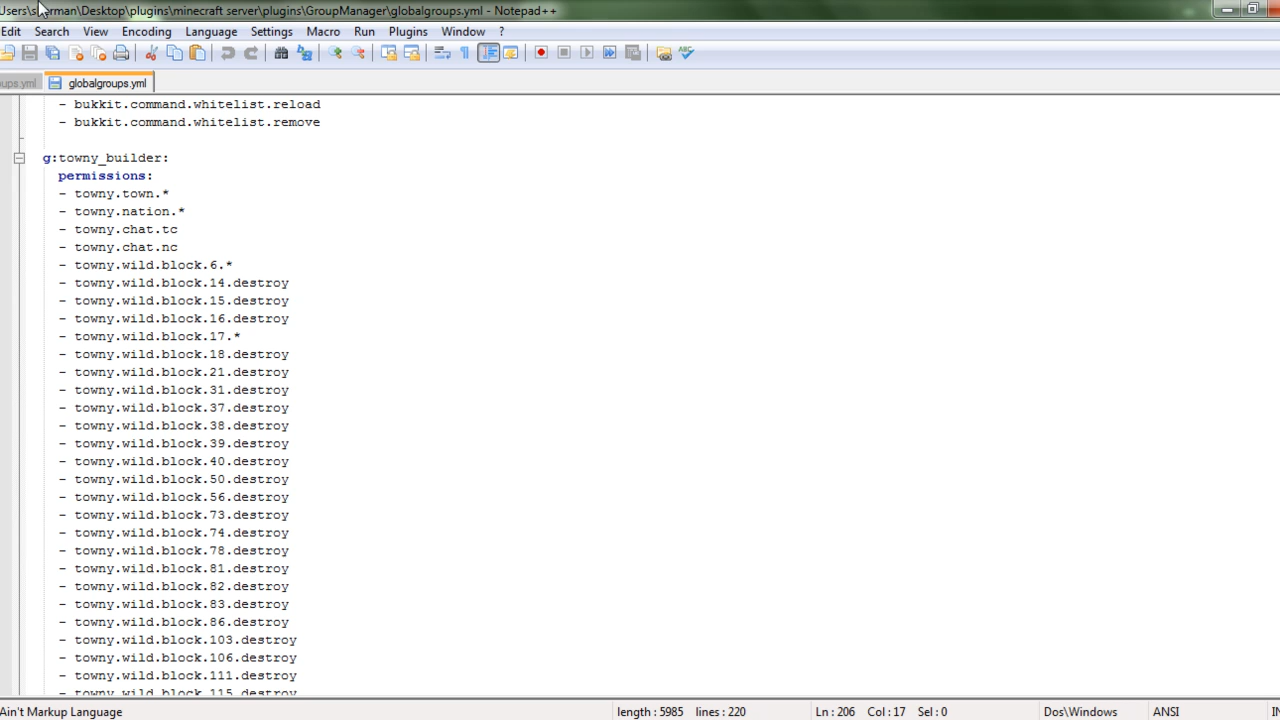 Users\s erman\Desktop\plugins\minecraft server\plugins\GroupManager\globalgroups.yml - Notepad++
Edit Search View Encoding Language Settings Macro Run Plugins Window ?
ups.yml globalgroups.yml
- bukkit.command.whitelist.reload
- bukkit.command.whitelist.remove
g:towny_builder:
permissions:
- towny.town.*
- towny.nation.*
- towny.chat.tc
- towny.chat.nc
- towny.wild.block.6.*
- towny.wild.block.14.destroy
- towny.wild.block.15.destroy
- towny.wild.block.16.destroy
- towny.wild.block.17.*
- towny.wild.block.18.destroy
- towny.wild.block.21.destroy
- towny.wild.block.31.destroy
- towny.wild.block.37.destroy
- towny.wild.block.38.destroy
- towny.wild.block.39.destroy
- towny.wild.block.40.destroy
- towny.wild.block.50.destroy
- towny.wild.block.56.destroy
- towny.wild.block.73.destroy
- towny.wild.block.74.destroy
- towny.wild.block.78.destroy
- towny.wild.block.81.destroy
- towny.wild.block.82.destroy
- towny.wild.block.83.destroy
- towny.wild.block.86.destroy
- towny.wild.block.103.destroy
- towny.wild.block.106.destroy
- towny.wild.block.111.destroy
- towny.wild.block.115.destroy
Ain't Markup Language length : 5985 lines : 220 Ln : 206 Col : 17 Sel : 0 Dos\Windows ANSI IN